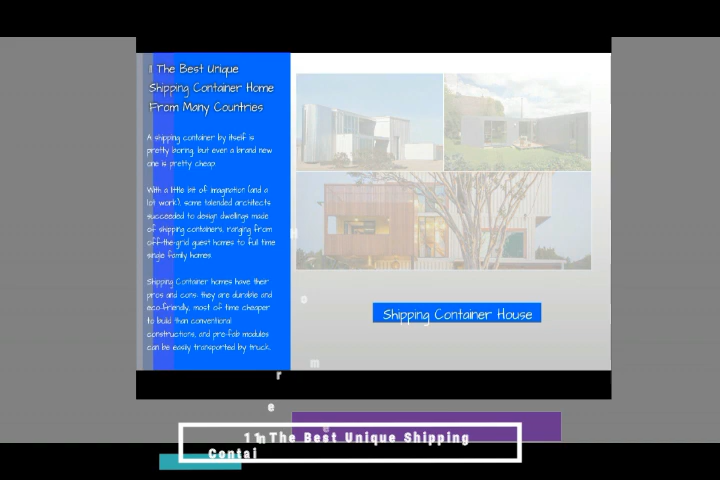 11 The Best Unique
Shipping Container Home
From Many Countries
A shipping container by itself is
pretty boring, but even a brand new
one is pretty cheap.
With a little bit of imagination (and a
lot work), some talended architects
succeeded to design dwellings made
of shipping containers, ranging from
off-the-grid guest homes to full time
single family homes.
Shipping Container homes have their
pros and cons: they are durable and
eco-friendly, most of time cheaper
to build than conventional
constructions, and pre-fab modules
can be easily transported by truck.
Shipping Container House
11 The Best Unique Shipping
Contai